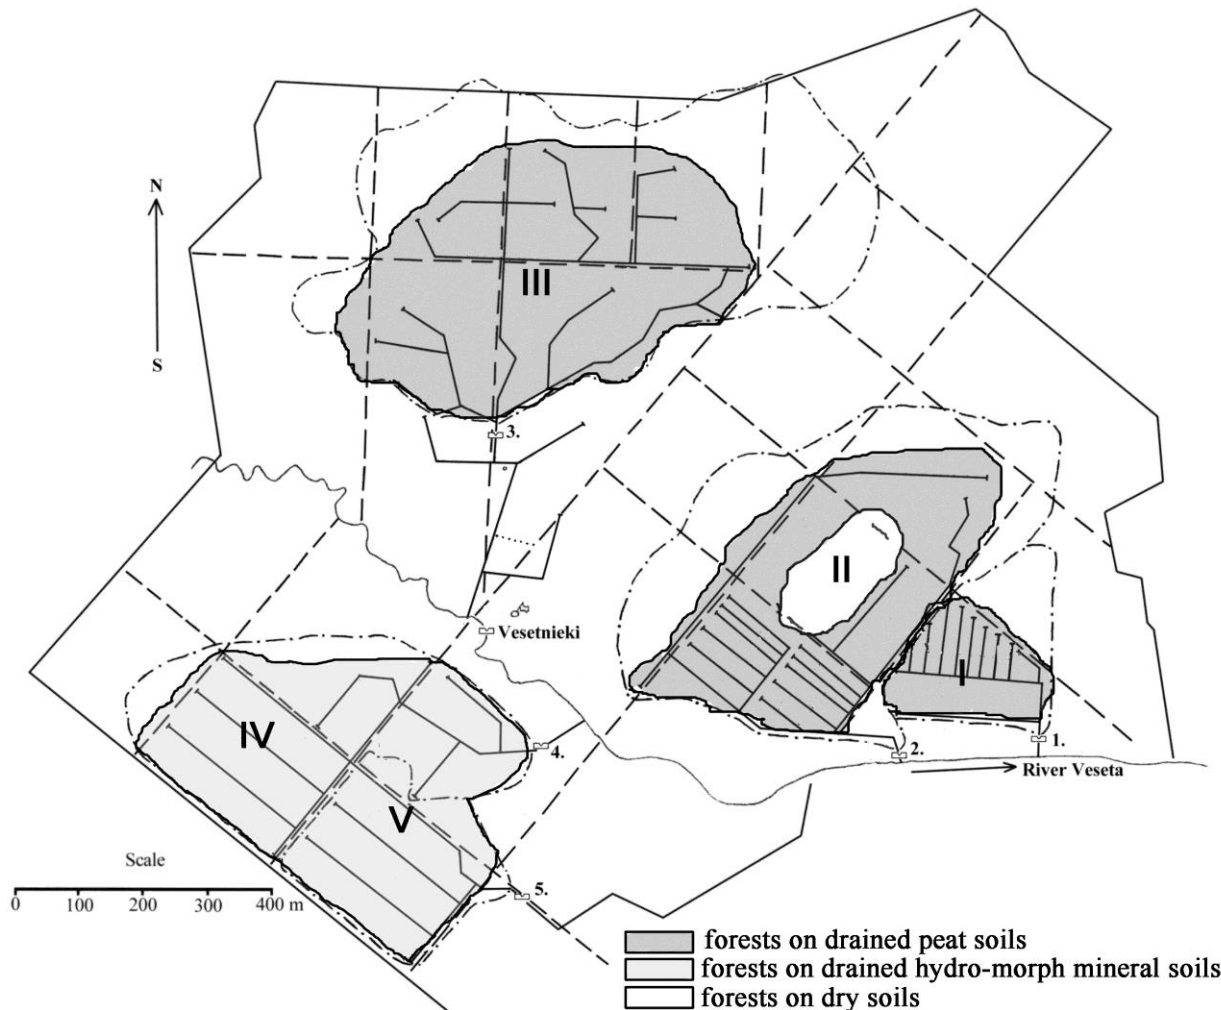 N
S
III
3.
II
I
Vesetnieki
1.
2.
River Veseta
IV
4.
V
5.
Scale
0 100 200 300 400 m
forests on drained peat soils
forests on drained hydro-morph mineral soils
forests on dry soils